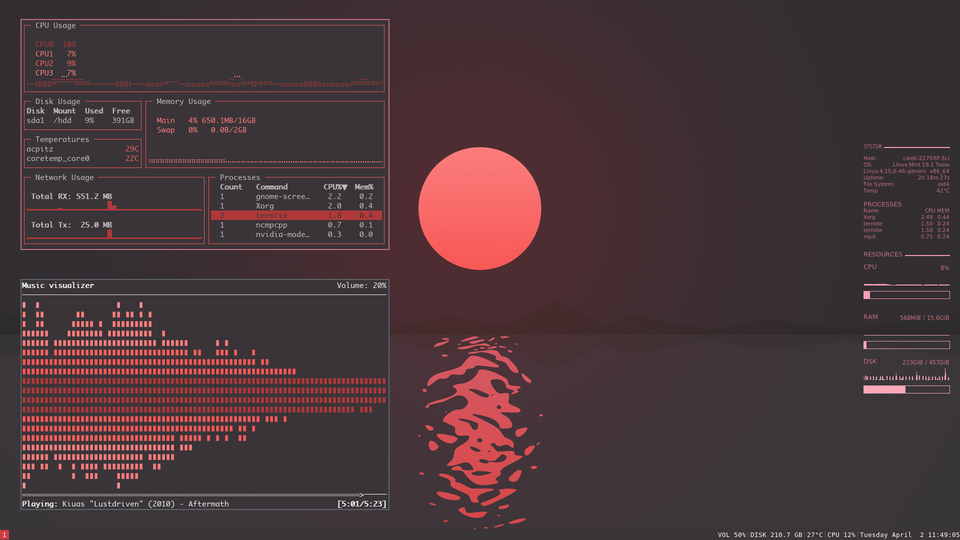 CPU Usage
CPU0 10%
CPU1 7%
CPU2 9%
CPU3 7%
Disk Usage
Disk Mount Used Free
sda1 /hdd 9% 391GB
Memory Usage
Main 4% 650.1MB/16GB
Swap 0% 0.0B/2GB
Temperatures
acpitz 29C
coretemp_core0 22C
Network Usage
Total RX: 551.2 MB
Total Tx: 25.0 MB
Processes
Count Command CPU%▼ Mem%
1 gnome-scree… 2.2 0.2
1 Xorg 2.0 0.4
2 termite 1.8 0.4
1 ncmpcpp 0.7 0.1
1 nvidia-mode… 0.3 0.0
Music visualizer Volume: 20%
Playing: Kiuas "Lustdriven" (2010) - Aftermath [5:01/5:23]
SYSTEM
Host: caleb-Z170XP-SLI
OS: Linux Mint 19.1 Tessa
Linux 4.15.0-46-generic x86_64
Uptime: 2h 18m 27s
File System: ext4
Temp 42°C
PROCESSES
Name CPU MEM
Xorg 2.49 0.44
termite 1.50 0.24
termite 1.50 0.24
mpd 0.75 0.24
RESOURCES
CPU 8%
RAM 568MiB / 15.6GiB
DSK 223GiB / 457GiB
1
VOL 50% DISK 210.7 GB 27°C CPU 12% Tuesday April 2 11:49:05